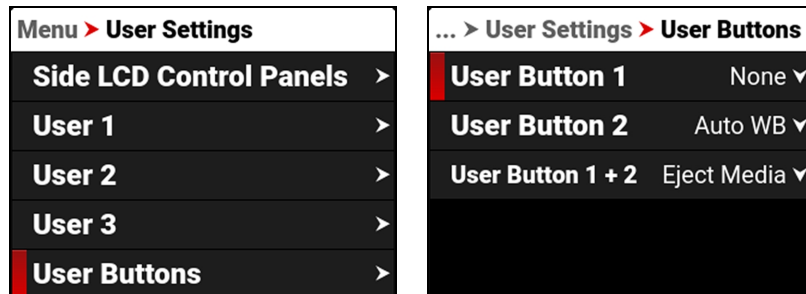 Menu > User Settings
Side LCD Control Panels >
User 1 >
User 2 >
User 3 >
User Buttons >
... > User Settings > User Buttons
User Button 1 None
User Button 2 Auto WB
User Button 1 + 2 Eject Media